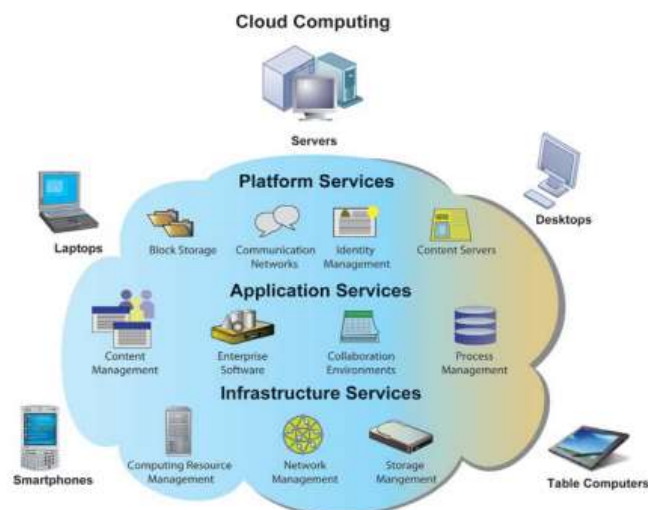 Cloud Computing
Servers
Laptops
Desktops
Platform Services
Block Storage
Communication
Networks
Identity
Management
Content Servers
Application Services
Content
Management
Enterprise
Software
Collaboration
Environments
Process
Management
Infrastructure Services
Computing Resource
Management
Network
Management
Storage
Mangement
Smartphones
Table Computers